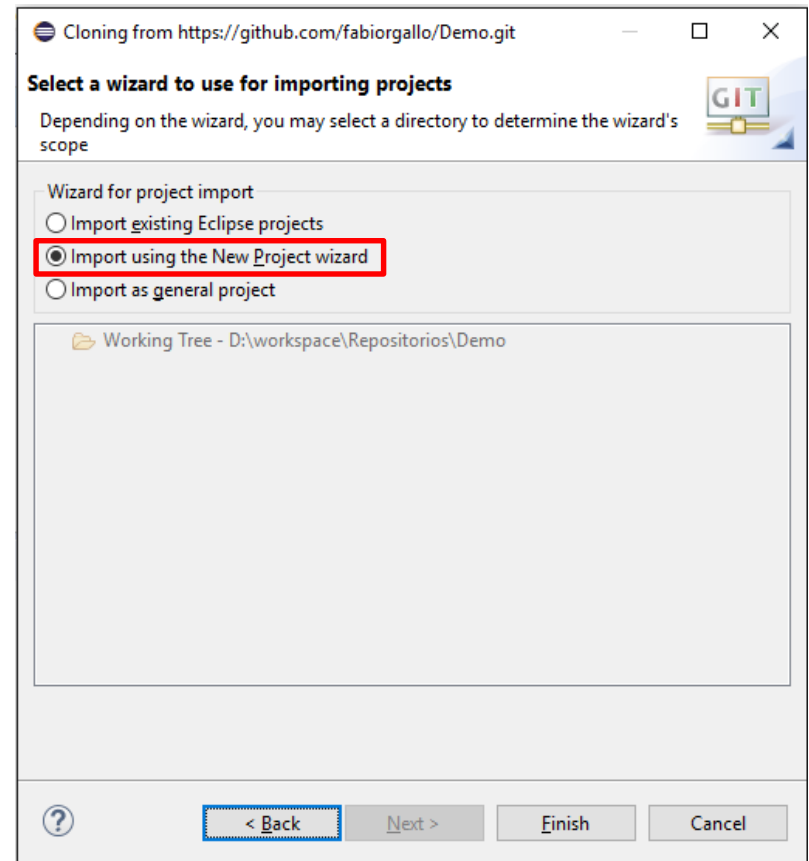 Cloning from https://github.com/fabiorgallo/Demo.git
Select a wizard to use for importing projects
Depending on the wizard, you may select a directory to determine the wizard's
scope
GIT
Wizard for project import
Import existing Eclipse projects
Import using the New Project wizard
Import as general project
Working Tree - D:\workspace\Repositorios\Demo
? < Back Next > Finish Cancel